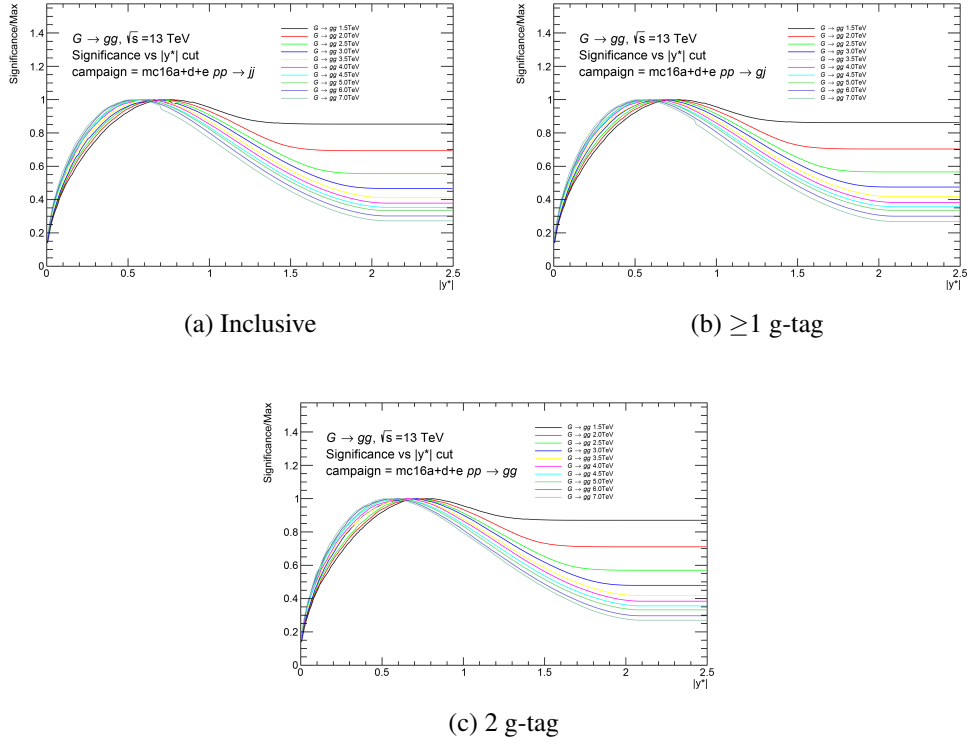 Significance/Max
1.4
1.2
1
0.8
0.6
0.4
0.2
0
G → gg, √s =13 TeV
Significance vs |y*| cut
campaign = mc16a+d+e pp → jj
G → gg 1.5TeV
G → gg 2.0TeV
G → gg 2.5TeV
G → gg 3.0TeV
G → gg 3.5TeV
G → gg 4.0TeV
G → gg 4.5TeV
G → gg 5.0TeV
G → gg 6.0TeV
G → gg 7.0TeV
0 0.5 1 1.5 2 2.5
|y*|
(a) Inclusive
Significance/Max
1.4
1.2
1
0.8
0.6
0.4
0.2
0
G → gg, √s =13 TeV
Significance vs |y*| cut
campaign = mc16a+d+e pp → gj
G → gg 1.5TeV
G → gg 2.0TeV
G → gg 2.5TeV
G → gg 3.0TeV
G → gg 3.5TeV
G → gg 4.0TeV
G → gg 4.5TeV
G → gg 5.0TeV
G → gg 6.0TeV
G → gg 7.0TeV
0 0.5 1 1.5 2 2.5
|y*|
(b) ≥1 g-tag
Significance/Max
1.4
1.2
1
0.8
0.6
0.4
0.2
0
G → gg, √s =13 TeV
Significance vs |y*| cut
campaign = mc16a+d+e pp → gg
G → gg 1.5TeV
G → gg 2.0TeV
G → gg 2.5TeV
G → gg 3.0TeV
G → gg 3.5TeV
G → gg 4.0TeV
G → gg 4.5TeV
G → gg 5.0TeV
G → gg 6.0TeV
G → gg 7.0TeV
0 0.5 1 1.5 2 2.5
|y*|
(c) 2 g-tag